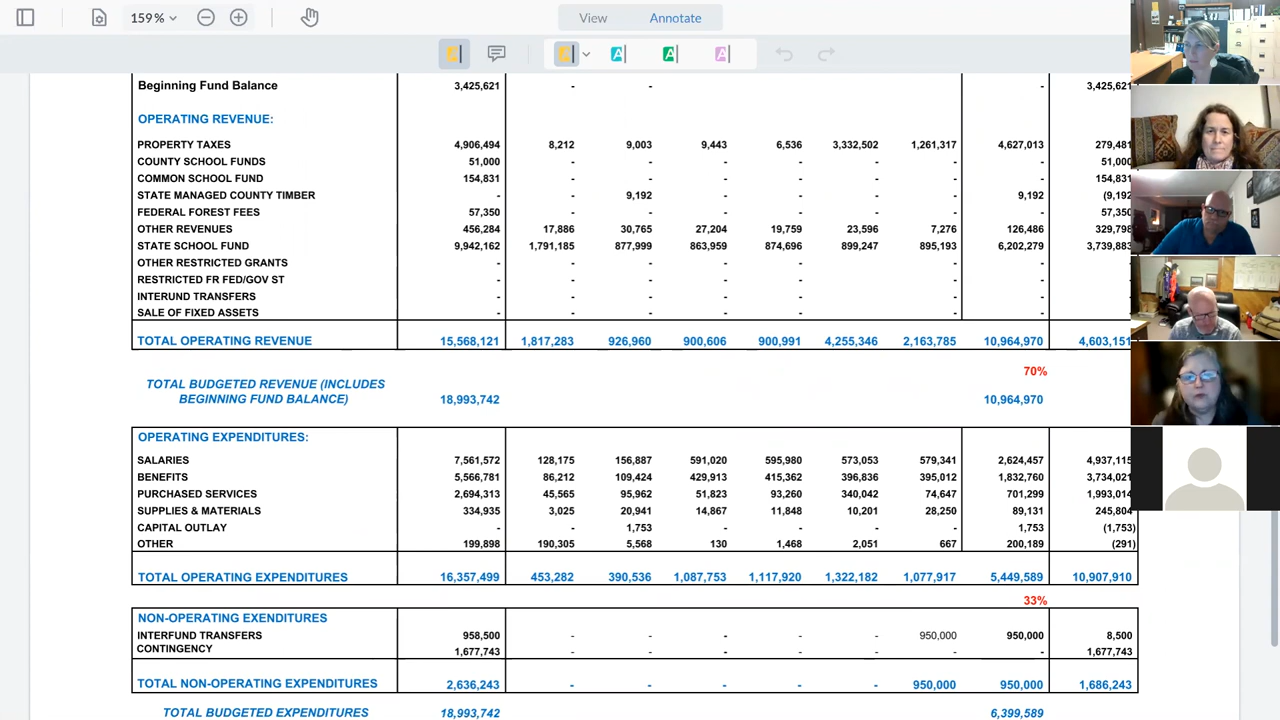 159%
View Annotate
Beginning Fund Balance 3,425,621 - - - 3,425,621
OPERATING REVENUE:
PROPERTY TAXES 4,906,494 8,212 9,003 9,443 6,536 3,332,502 1,261,317 4,627,013 279,481
COUNTY SCHOOL FUNDS 51,000 - - - - - - - 51,000
COMMON SCHOOL FUND 154,831 - - - - - - - 154,831
STATE MANAGED COUNTY TIMBER - - 9,192 - - - - 9,192 (9,192
FEDERAL FOREST FEES 57,350 - - - - - - - 57,350
OTHER REVENUES 456,284 17,886 30,765 27,204 19,759 23,596 7,276 126,486 329,798
STATE SCHOOL FUND 9,942,162 1,791,185 877,999 863,959 874,696 899,247 895,193 6,202,279 3,739,883
OTHER RESTRICTED GRANTS - - - - - - - -
RESTRICTED FR FED/GOV ST - - - - - - - -
INTERUND TRANSFERS - - - - - - - -
SALE OF FIXED ASSETS - - - - - - - -
TOTAL OPERATING REVENUE 15,568,121 1,817,283 926,960 900,606 900,991 4,255,346 2,163,785 10,964,970 4,603,151
70%
TOTAL BUDGETED REVENUE (INCLUDES
BEGINNING FUND BALANCE) 18,993,742 10,964,970
OPERATING EXPENDITURES:
SALARIES 7,561,572 128,175 156,887 591,020 595,980 573,053 579,341 2,624,457 4,937,115
BENEFITS 5,566,781 86,212 109,424 429,913 415,362 396,836 395,012 1,832,760 3,734,021
PURCHASED SERVICES 2,694,313 45,565 95,962 51,823 93,260 340,042 74,647 701,299 1,993,014
SUPPLIES & MATERIALS 334,935 3,025 20,941 14,867 11,848 10,201 28,250 89,131 245,804
CAPITAL OUTLAY - - 1,753 - - - - 1,753 (1,753)
OTHER 199,898 190,305 5,568 130 1,468 2,051 667 200,189 (291)
TOTAL OPERATING EXPENDITURES 16,357,499 453,282 390,536 1,087,753 1,117,920 1,322,182 1,077,917 5,449,589 10,907,910
33%
NON-OPERATING EXENDITURES
INTERFUND TRANSFERS 958,500 - - - - - 950,000 950,000 8,500
CONTINGENCY 1,677,743 - - - - - - - 1,677,743
TOTAL NON-OPERATING EXPENDITURES 2,636,243 - - - - - 950,000 950,000 1,686,243
TOTAL BUDGETED EXPENDITURES 18,993,742 6,399,589